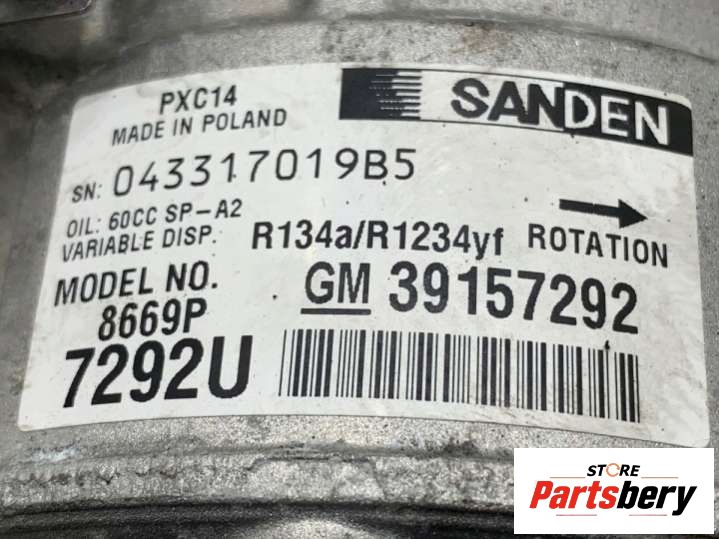 PXC14
SANDEN
MADE IN POLAND
SN: 043317019B5
OIL: 60CC SP-A2
VARIABLE DISP.
R134a/R1234yf
ROTATION
MODEL NO.
8669P
GM 39157292
7292U
STORE
Partsbery